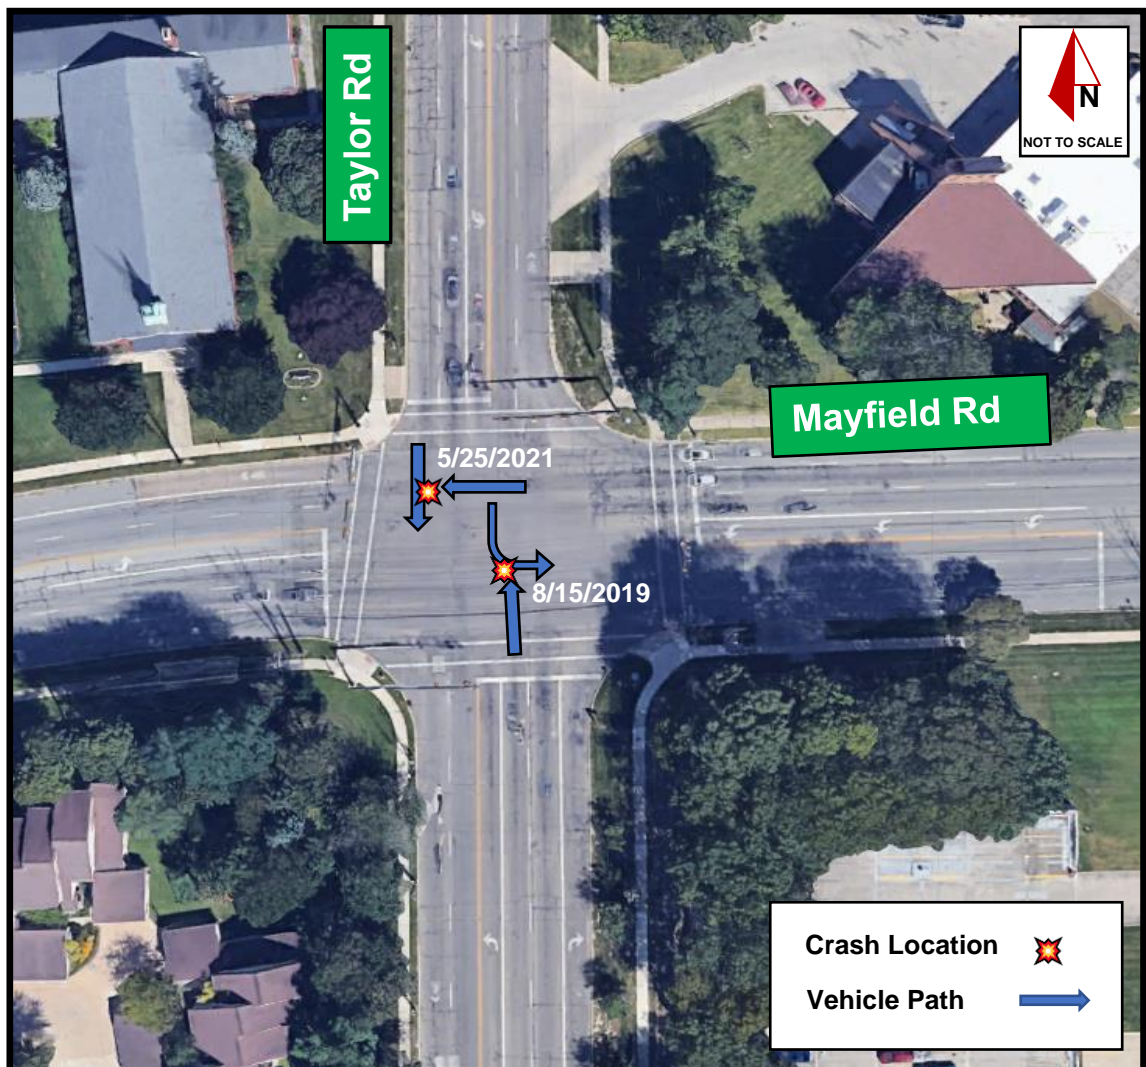 Taylor Rd
N
NOT TO SCALE
Mayfield Rd
5/25/2021
8/15/2019
Crash Location
Vehicle Path